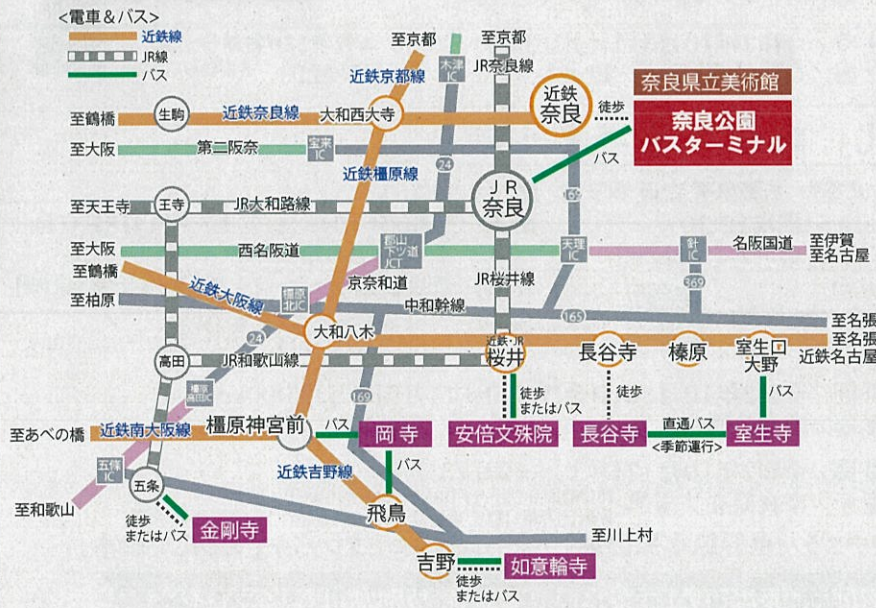 <電車&バス>
近鉄線
JR線
バス
至京都
至京都
近鉄京都線
木津
IC
JR奈良線
奈良県立美術館
近鉄
奈良
徒歩
奈良公園
バスターミナル
バス
至鶴橋
生駒
近鉄奈良線
大和西大寺
至大阪
第二阪奈
宝来
IC
24
近鉄橿原線
169
JR
奈良
至天王寺
王寺
JR大和路線
至大阪
西名阪道
郡山
下ツ道
JCT
天理
IC
針
IC
名阪国道
至伊賀
至名古屋
至鶴橋
近鉄大阪線
京奈和道
JR桜井線
369
至柏原
橿原
北IC
中和幹線
165
至名張
24
大和八木
近鉄・JR
桜井
長谷寺
榛原
室生口
大野
至名張
近鉄名古屋
高田
JR和歌山線
橿原
高田IC
169
徒歩
またはバス
徒歩
バス
至あべの橋
近鉄南大阪線
橿原神宮前
バス
岡寺
安倍文殊院
長谷寺
直通バス
<季節運行>
室生寺
五條
IC
近鉄吉野線
バス
五条
至和歌山
徒歩
またはバス
金剛寺
飛鳥
至川上村
吉野
徒歩
またはバス
如意輪寺